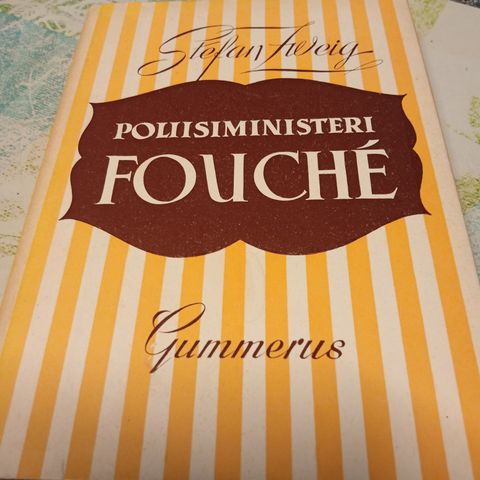 Stefan Zweig
POLIISIMINISTERI
FOUCHÉ
Gummerus